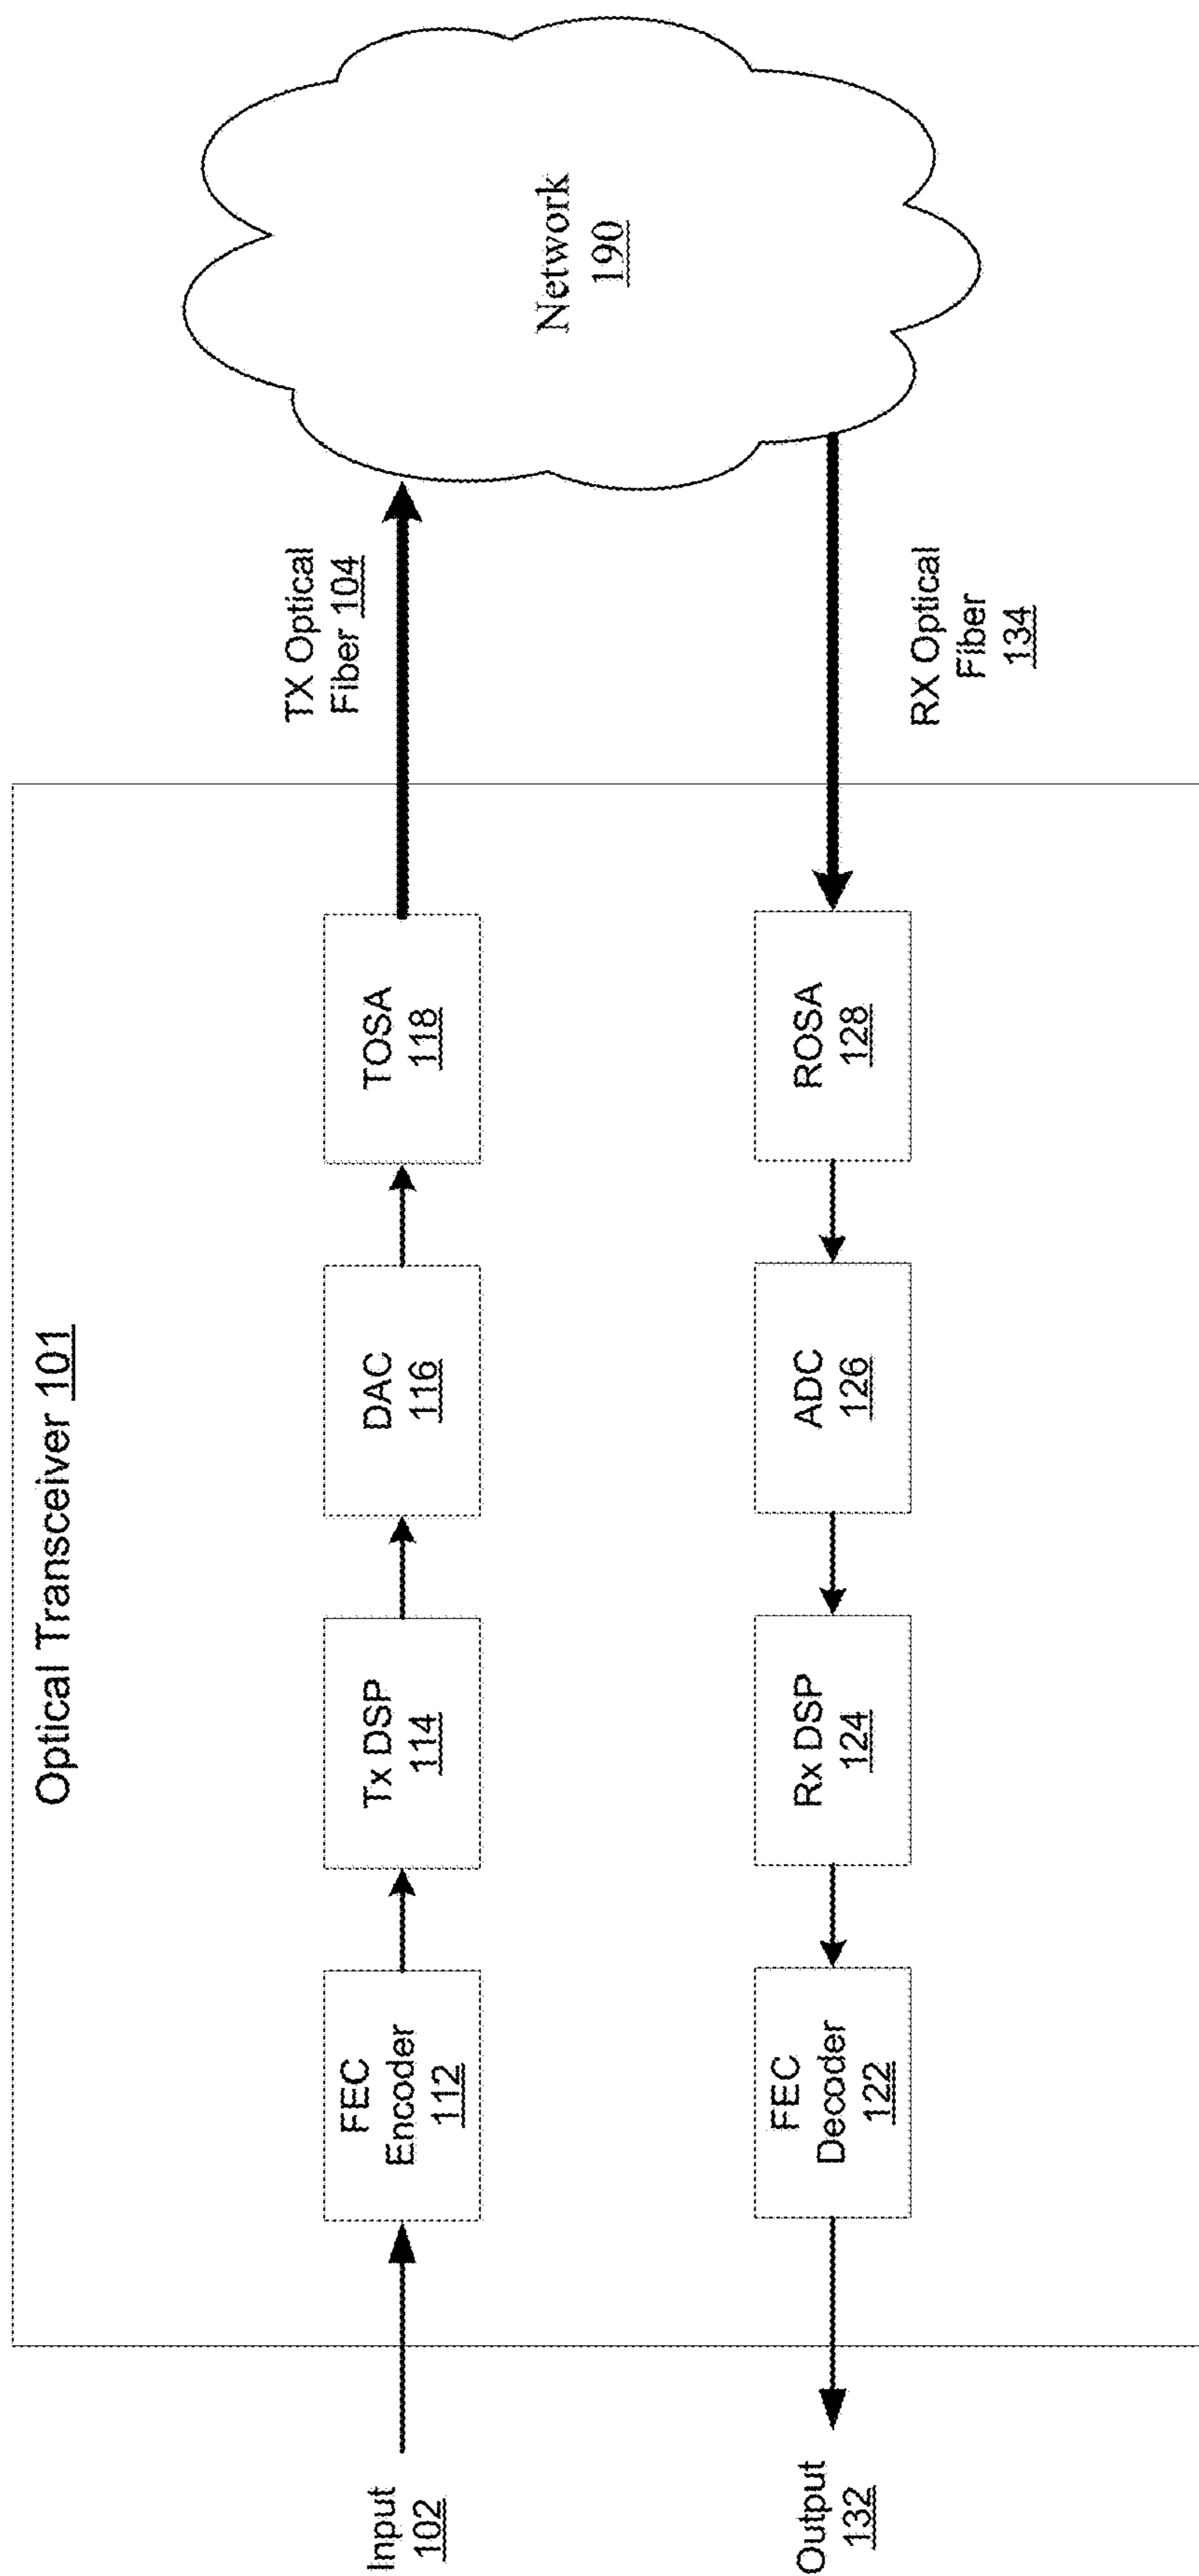 Optical Transceiver 101
Input
102
FEC
Encoder
112
Tx DSP
114
DAC
116
TOSA
118
TX Optical
Fiber 104
Network
190
Output
132
FEC
Decoder
122
Rx DSP
124
ADC
126
ROSA
128
RX Optical
Fiber
134